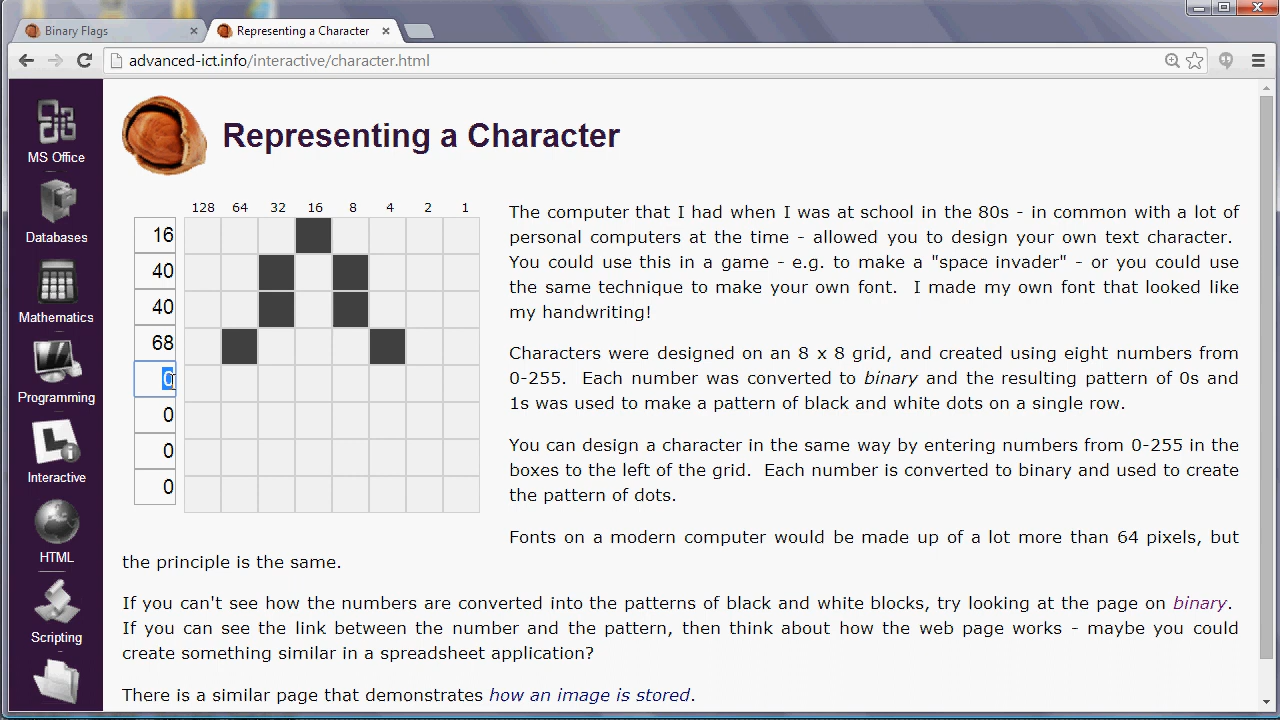 Binary Flags
Representing a Character
advanced-ict.info/interactive/character.html
Representing a Character
MS Office
Databases
Mathematics
Programming
Interactive
HTML
Scripting
128 64 32 16 8 4 2 1
16
40
40
68
0
0
0
0
The computer that I had when I was at school in the 80s - in common with a lot of
personal computers at the time - allowed you to design your own text character.
You could use this in a game - e.g. to make a "space invader" - or you could use
the same technique to make your own font. I made my own font that looked like
my handwriting!
Characters were designed on an 8 x 8 grid, and created using eight numbers from
0-255. Each number was converted to binary and the resulting pattern of 0s and
1s was used to make a pattern of black and white dots on a single row.
You can design a character in the same way by entering numbers from 0-255 in the
boxes to the left of the grid. Each number is converted to binary and used to create
the pattern of dots.
Fonts on a modern computer would be made up of a lot more than 64 pixels, but
the principle is the same.
If you can't see how the numbers are converted into the patterns of black and white blocks, try looking at the page on binary.
If you can see the link between the number and the pattern, then think about how the web page works - maybe you could
create something similar in a spreadsheet application?
There is a similar page that demonstrates how an image is stored.